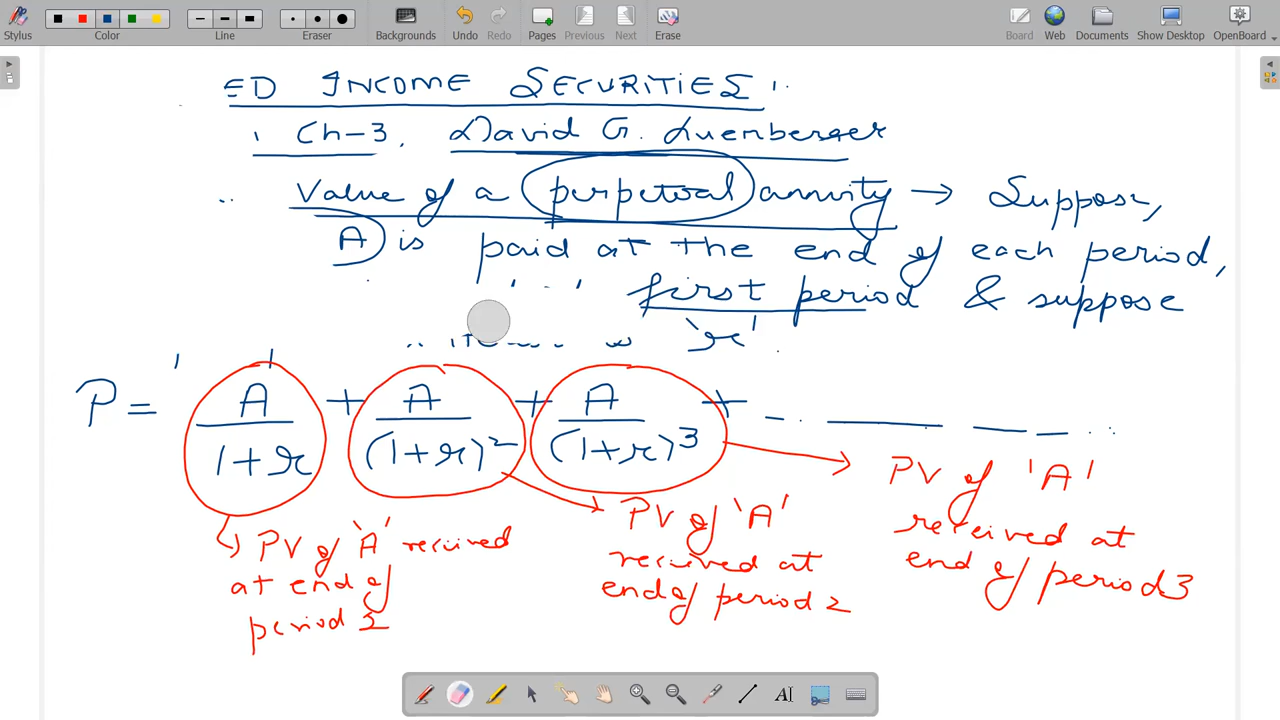 Stylus Color Line Eraser Backgrounds Undo Redo Pages Previous Next Erase Board Web Documents Show Desktop OpenBoard
ED INCOME SECURITIES
Ch-3, David G. Luenberger
Value of a perpetual annuity → Suppose,
A is paid at the end of each period,
first period & suppose
is 'r'
P = A/(1+r) + A/(1+r)² + A/(1+r)³ + - ----
PV of 'A' received
at end of
period 1
PV of 'A'
received at
end of period 2
PV of 'A'
received at
end of period 3
AI